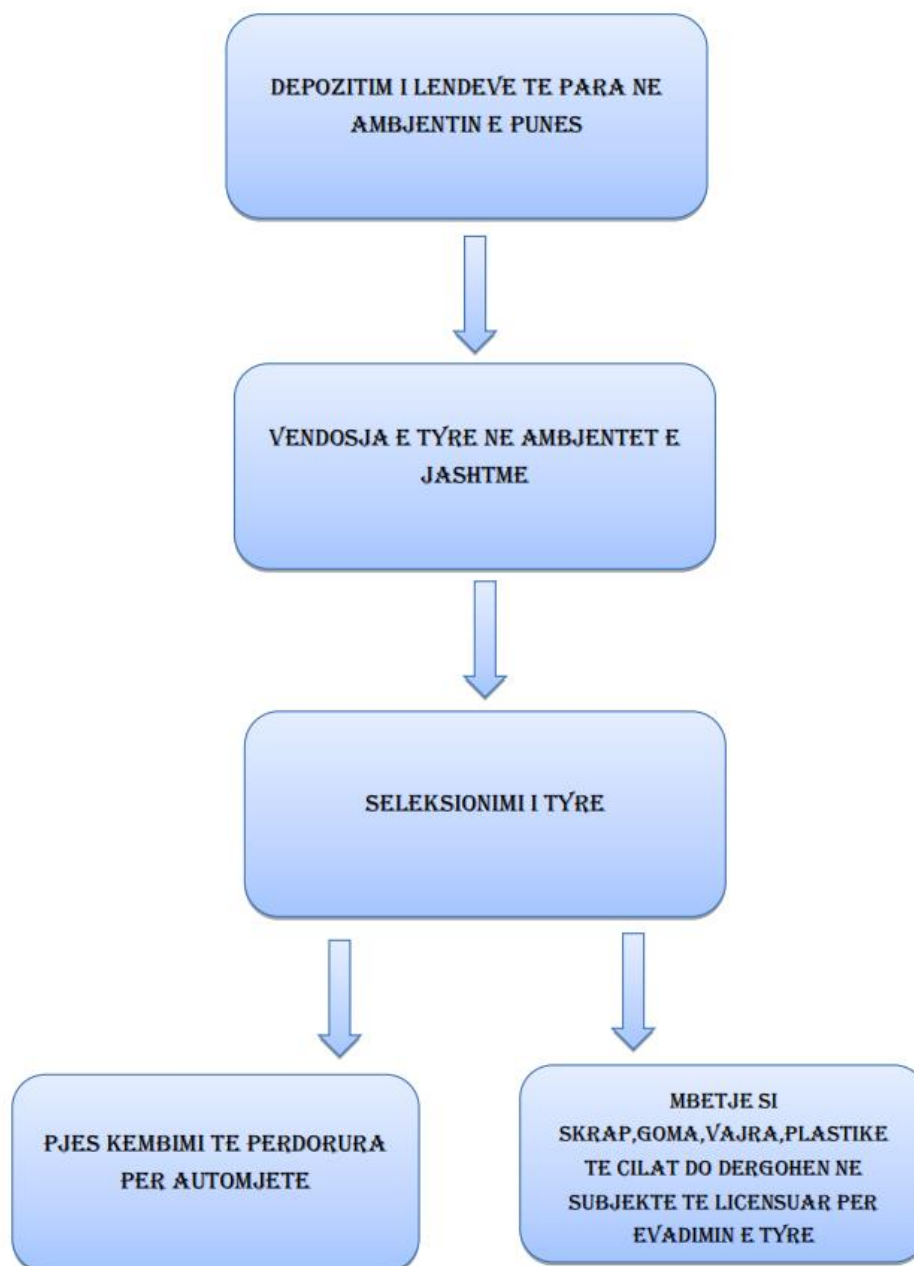 DEPOZITIM I LENDEVE TE PARA NE
AMBJENTIN E PUNES
VENDOSJA E TYRE NE AMBJENTET E
JASHTME
SELEKSIONIMI I TYRE
PJES KEMBIMI TE PERDORURA
PER AUTOMJETE
MBETJE SI
SKRAP,GOMA,VAJRA,PLASTIKE
TE CILAT DO DERGOHEN NE
SUBJEKTE TE LICENSUAR PER
EVADIMIN E TYRE